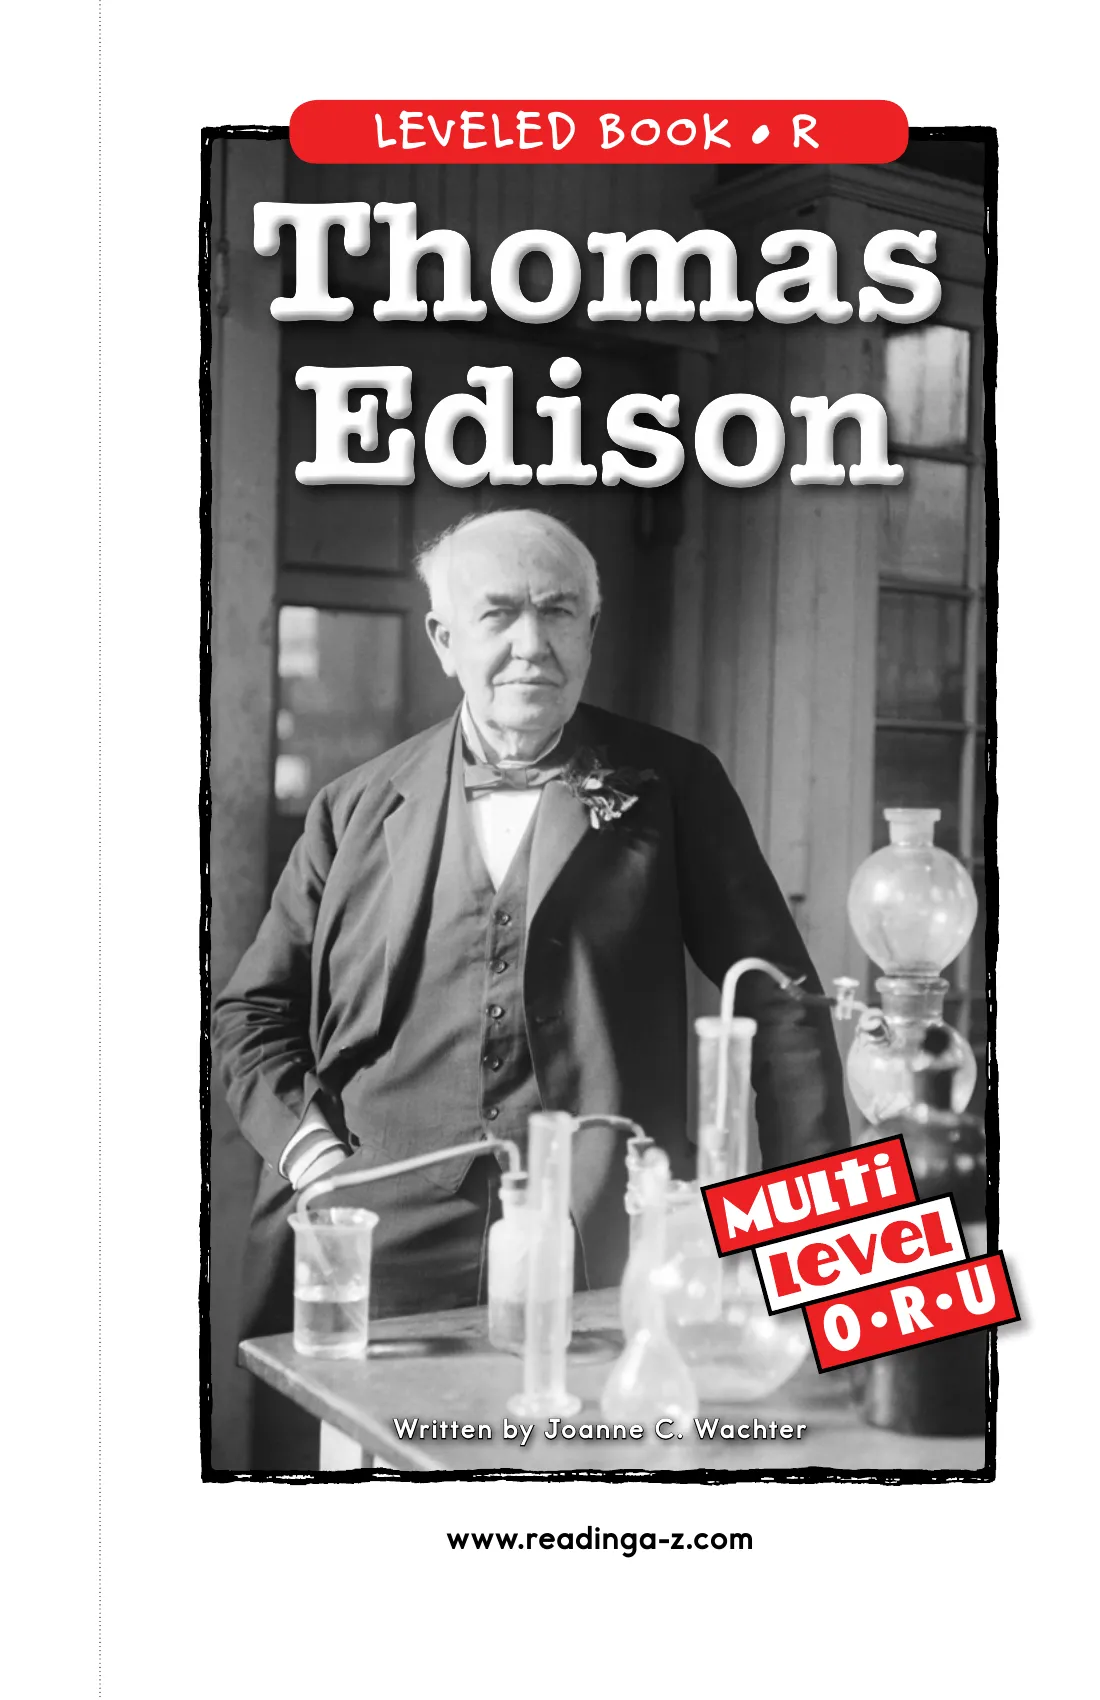 LEVELED BOOK • R
Thomas
Edison
MULTI
LEVEL
O•R•U
Written by Joanne C. Wachter
www.readinga-z.com